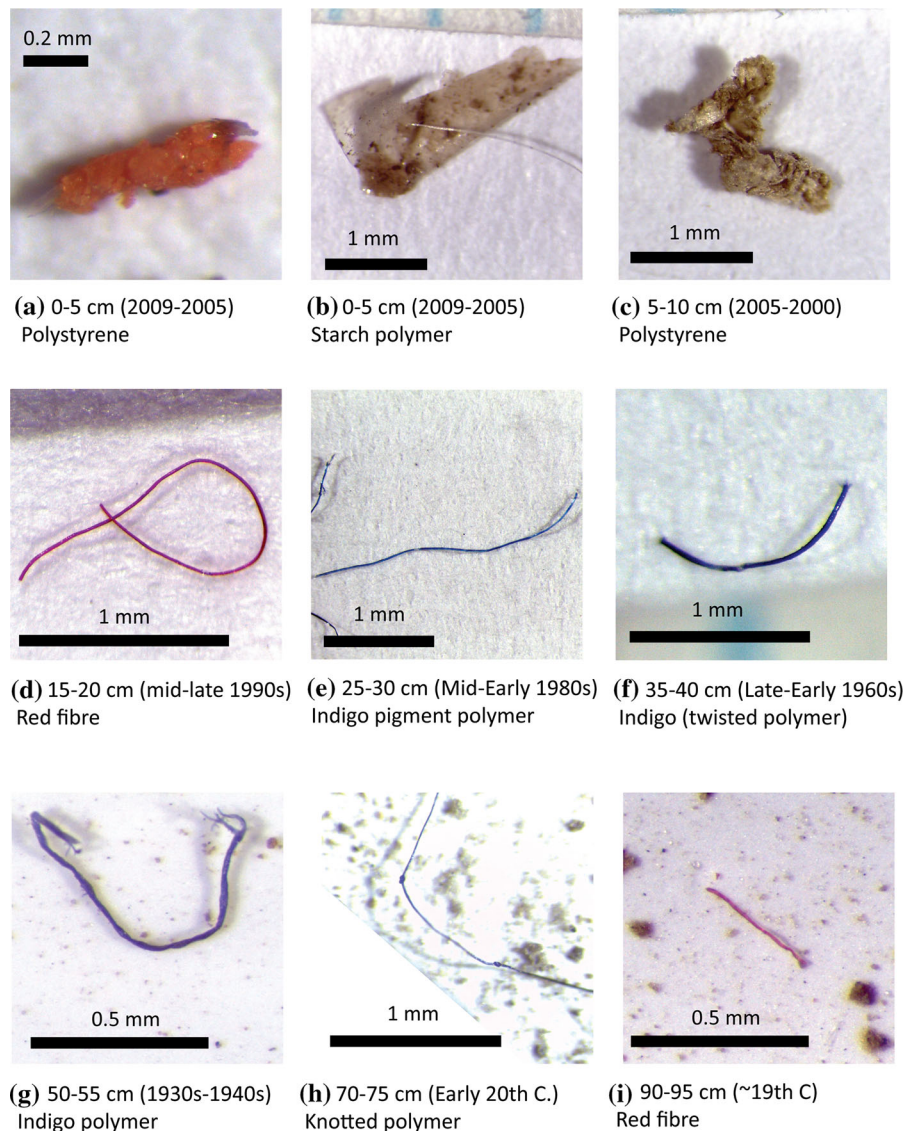 0.2 mm
1 mm
1 mm
(a) 0-5 cm (2009-2005)
Polystyrene
(b) 0-5 cm (2009-2005)
Starch polymer
(c) 5-10 cm (2005-2000)
Polystyrene
1 mm
1 mm
1 mm
(d) 15-20 cm (mid-late 1990s)
Red fibre
(e) 25-30 cm (Mid-Early 1980s)
Indigo pigment polymer
(f) 35-40 cm (Late-Early 1960s)
Indigo (twisted polymer)
0.5 mm
1 mm
0.5 mm
(g) 50-55 cm (1930s-1940s)
Indigo polymer
(h) 70-75 cm (Early 20th C.)
Knotted polymer
(i) 90-95 cm (~19th C)
Red fibre